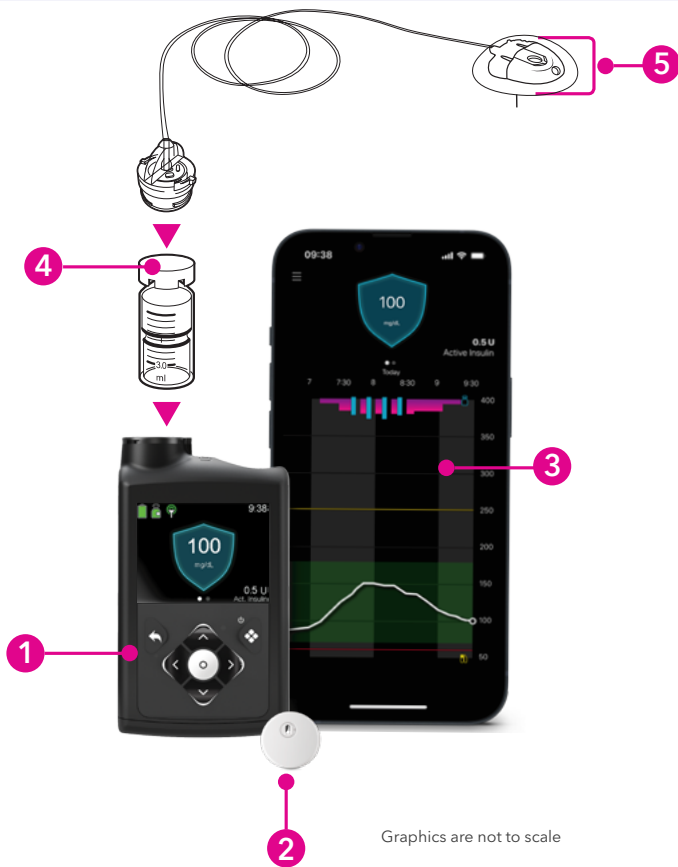 5
4
3.0
ml
09:38
100
mg/dL
0.5 U
Active Insulin
Today
7 7:30 8 8:30 9 9:30
400
350
300
3
250
200
150
100
50
9:38
100
mg/dL
0.5 U
Act. Insulin
1
2
Graphics are not to scale